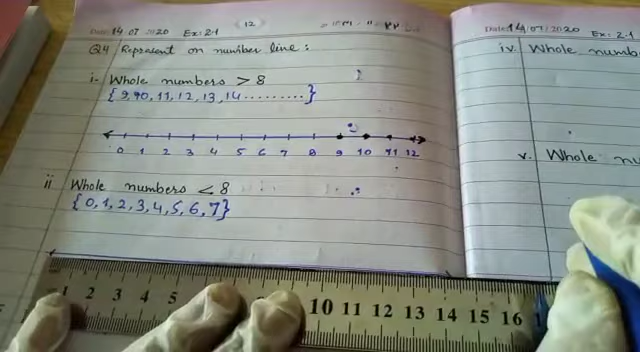 Date: 14 07 2020 Ex: 2.1 12
Q4 Represent on number line:
i. Whole numbers > 8
{ 9, 10, 11, 12, 13, 14 ......... }
0 1 2 3 4 5 6 7 8 9 10 11 12
ii Whole numbers < 8
{ 0, 1, 2, 3, 4, 5, 6, 7 }
Date: 14 07 2020 Ex: 2.1
iv. Whole
v. Whole
1 2 3 4 5 10 11 12 13 14 15 16